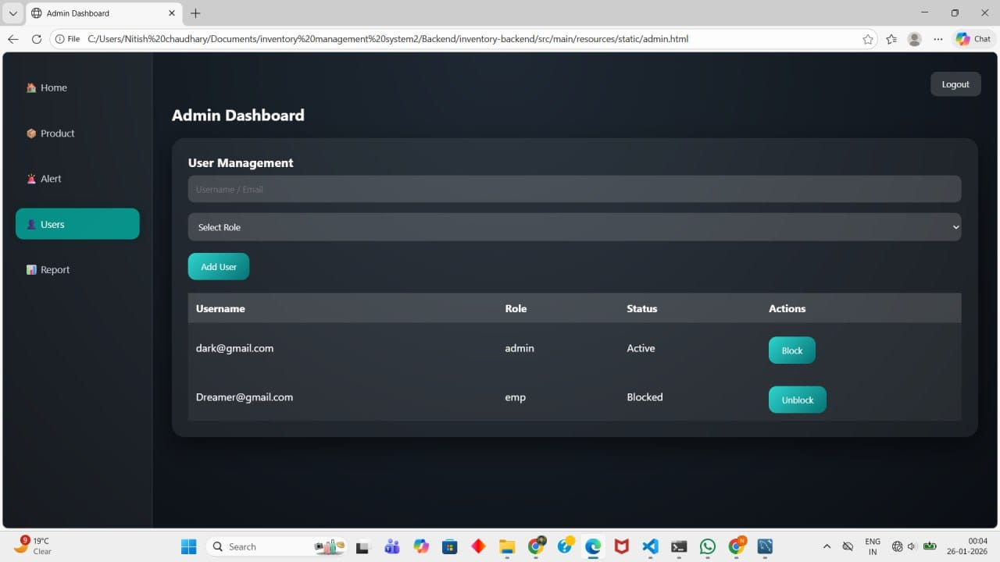 Admin Dashboard
File C:/Users/Nitish%20chaudhary/Documents/inventory%20management%20system2/Backend/inventory-backend/src/main/resources/static/admin.html
Chat
Home
Product
Alert
Users
Report
Logout
Admin Dashboard
User Management
Username / Email
Select Role
Add User
Username Role Status Actions
dark@gmail.com admin Active Block
Dreamer@gmail.com emp Blocked Unblock
9
19°C
Clear
Search
N
ENG
IN
00:04
26-01-2026